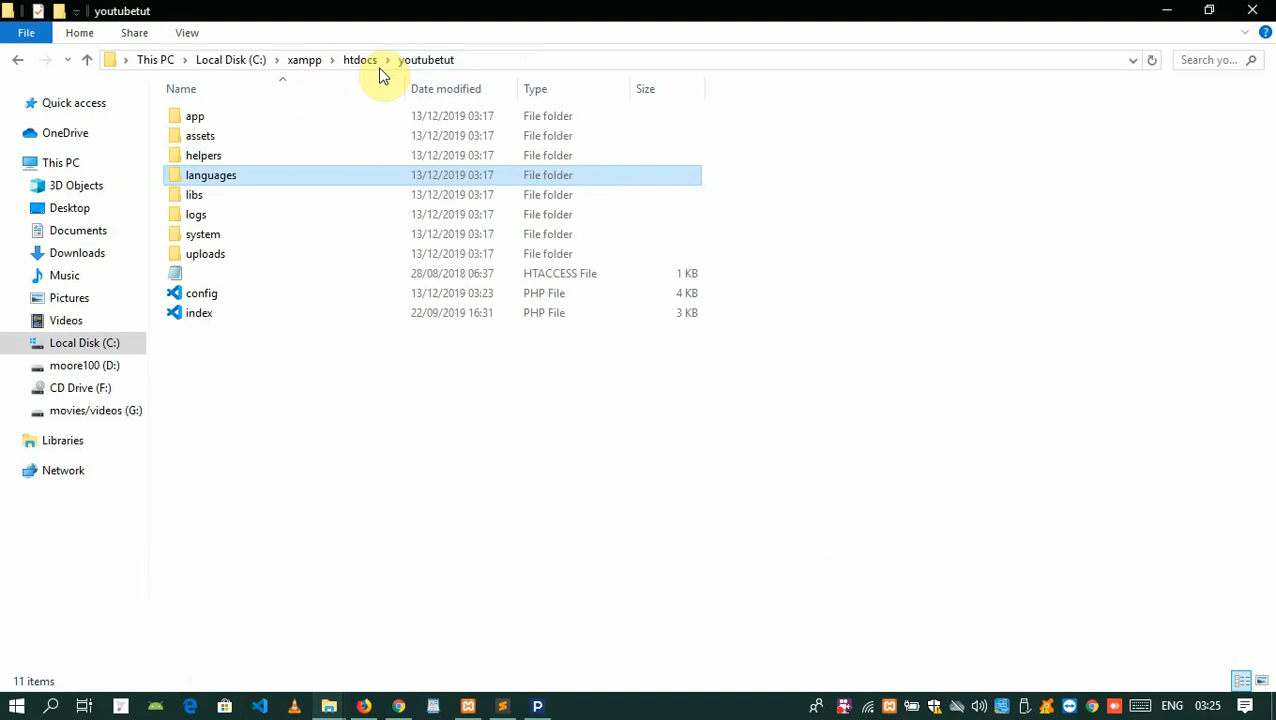 youtubetut
File Home Share View
This PC Local Disk (C:) xampp htdocs youtubetut Search yo...
Name Date modified Type Size
Quick access
OneDrive
This PC
3D Objects
Desktop
Documents
Downloads
Music
Pictures
Videos
Local Disk (C:)
moore100 (D:)
CD Drive (F:)
movies/videos (G:)
Libraries
Network
app 13/12/2019 03:17 File folder
assets 13/12/2019 03:17 File folder
helpers 13/12/2019 03:17 File folder
languages 13/12/2019 03:17 File folder
libs 13/12/2019 03:17 File folder
logs 13/12/2019 03:17 File folder
system 13/12/2019 03:17 File folder
uploads 13/12/2019 03:17 File folder
28/08/2018 06:37 HTACCESS File 1 KB
config 13/12/2019 03:23 PHP File 4 KB
index 22/09/2019 16:31 PHP File 3 KB
11 items
ENG 03:25